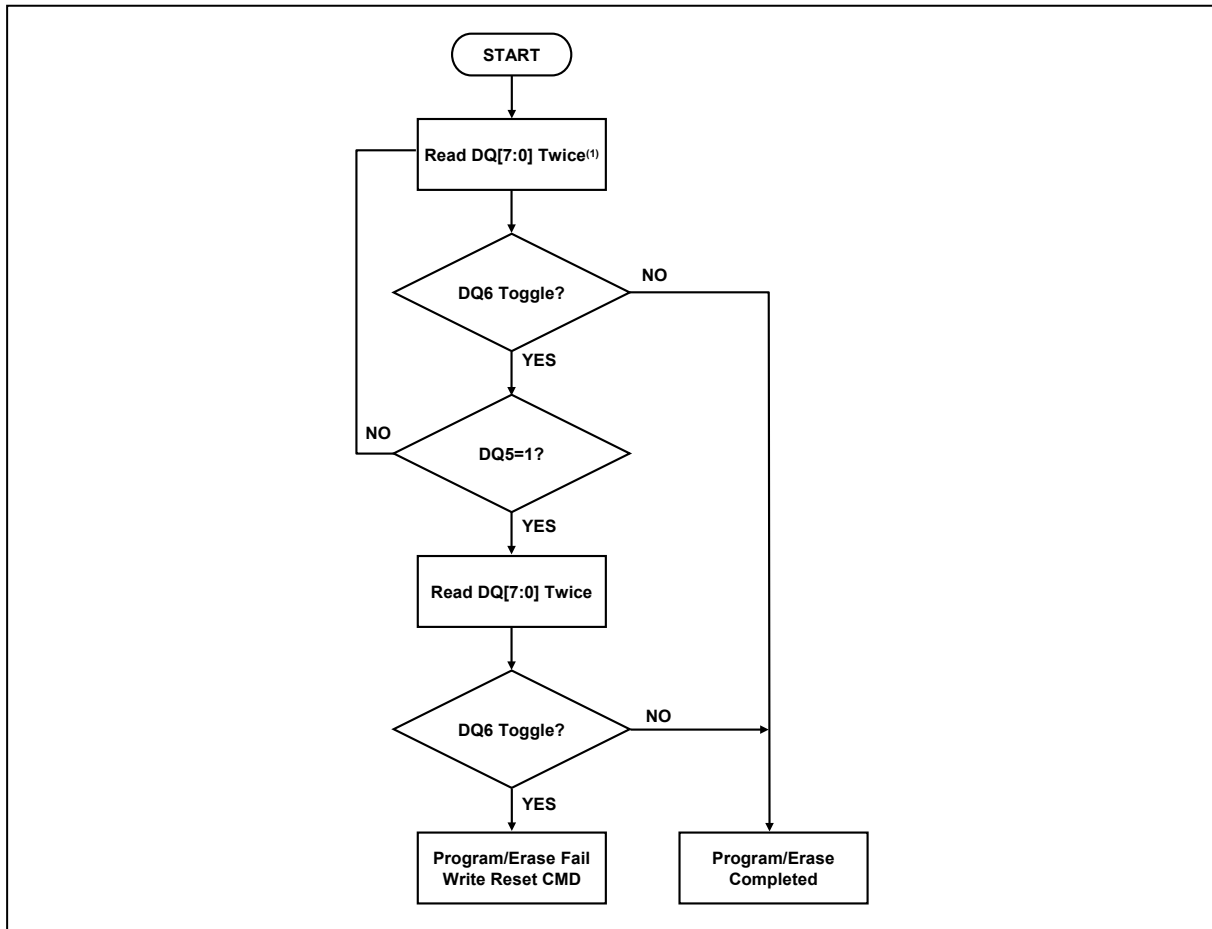 START
Read DQ[7:0] Twice(1)
DQ6 Toggle?
NO
YES
NO
DQ5=1?
YES
Read DQ[7:0] Twice
DQ6 Toggle?
NO
YES
Program/Erase Fail
Write Reset CMD
Program/Erase
Completed